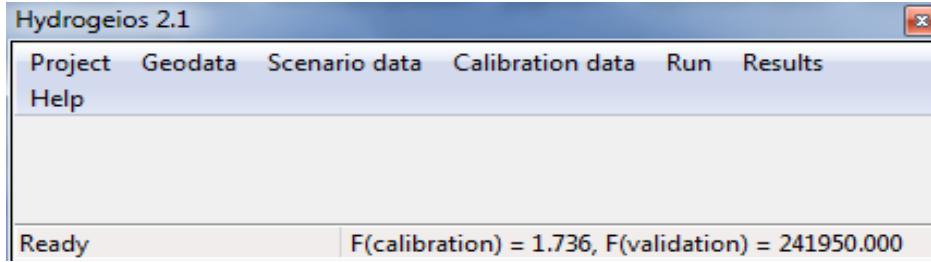 Hydrogeios 2.1
Project Geodata Scenario data Calibration data Run Results
Help
Ready F(calibration) = 1.736, F(validation) = 241950.000